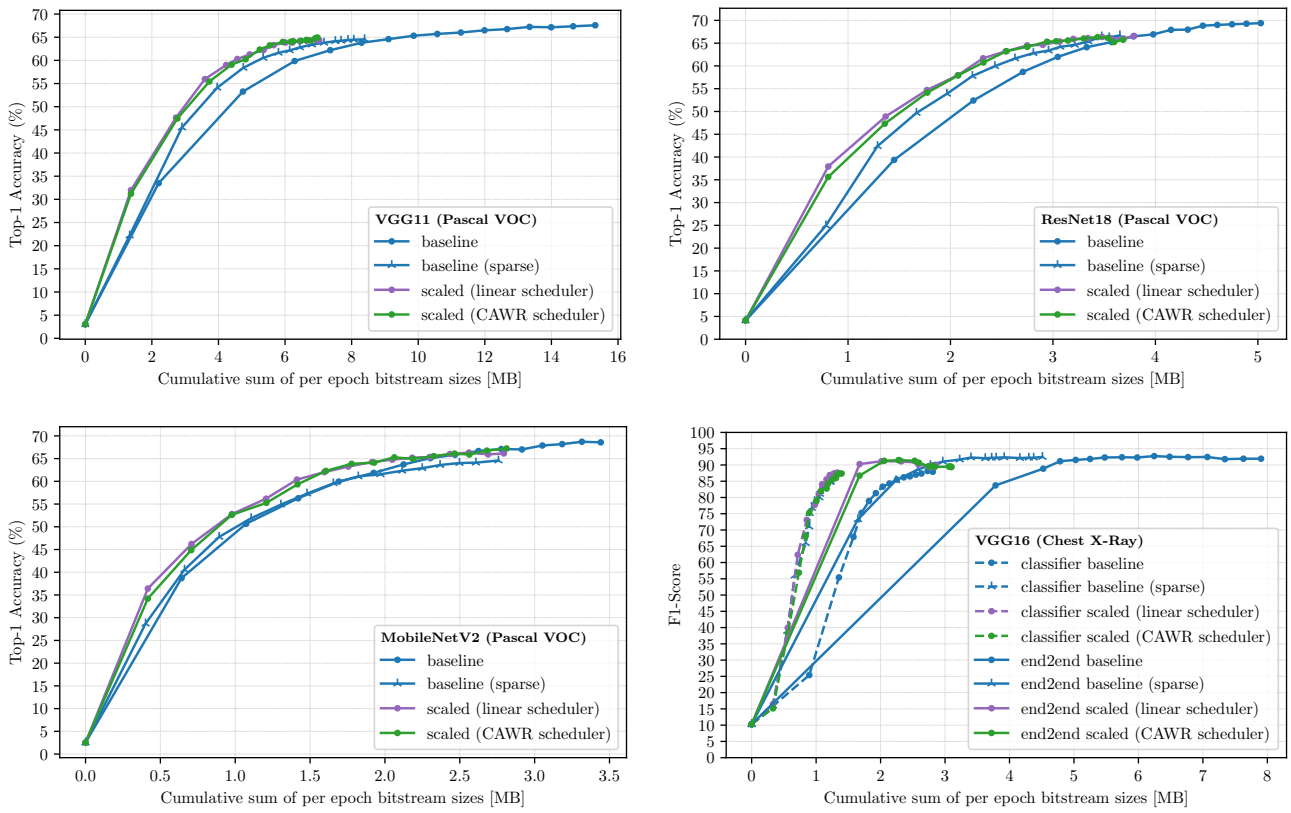 70
65
60
55
50
45
40
35
30
25
20
15
10
5
0
Top-1 Accuracy (%)
VGG11 (Pascal VOC)
baseline
baseline (sparse)
scaled (linear scheduler)
scaled (CAWR scheduler)
0 2 4 6 8 10 12 14 16
Cumulative sum of per epoch bitstream sizes [MB]
70
65
60
55
50
45
40
35
30
25
20
15
10
5
0
Top-1 Accuracy (%)
ResNet18 (Pascal VOC)
baseline
baseline (sparse)
scaled (linear scheduler)
scaled (CAWR scheduler)
0 1 2 3 4 5
Cumulative sum of per epoch bitstream sizes [MB]
70
65
60
55
50
45
40
35
30
25
20
15
10
5
0
Top-1 Accuracy (%)
MobileNetV2 (Pascal VOC)
baseline
baseline (sparse)
scaled (linear scheduler)
scaled (CAWR scheduler)
0.0 0.5 1.0 1.5 2.0 2.5 3.0 3.5
Cumulative sum of per epoch bitstream sizes [MB]
100
95
90
85
80
75
70
65
60
55
50
45
40
35
30
25
20
15
10
5
0
F1-Score
VGG16 (Chest X-Ray)
classifier baseline
classifier baseline (sparse)
classifier scaled (linear scheduler)
classifier scaled (CAWR scheduler)
end2end baseline
end2end baseline (sparse)
end2end scaled (linear scheduler)
end2end scaled (CAWR scheduler)
0 1 2 3 4 5 6 7 8
Cumulative sum of per epoch bitstream sizes [MB]